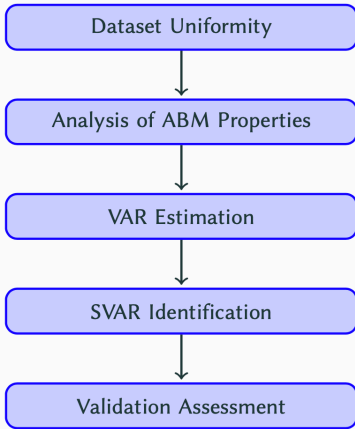 Dataset Uniformity
Analysis of ABM Properties
VAR Estimation
SVAR Identification
Validation Assessment